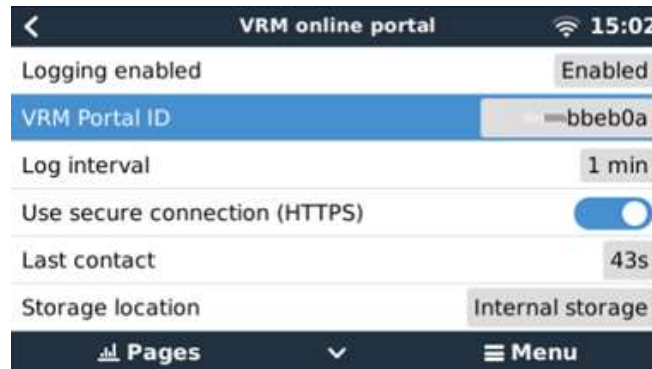 VRM online portal 15:02
Logging enabled Enabled
VRM Portal ID bbeb0a
Log interval 1 min
Use secure connection (HTTPS)
Last contact 43s
Storage location Internal storage
Pages Menu